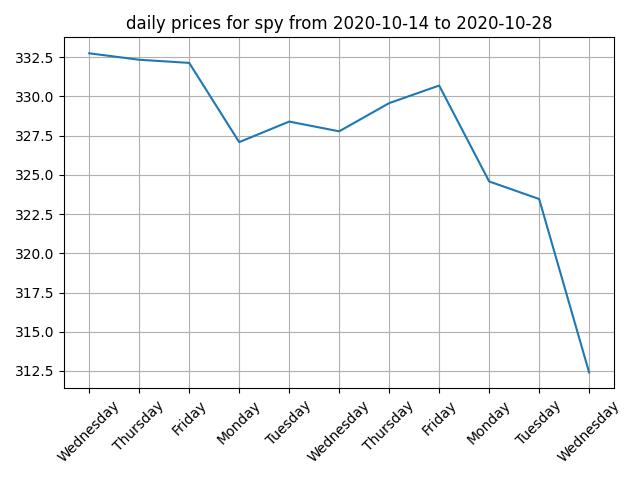 daily prices for spy from 2020-10-14 to 2020-10-28
332.5
330.0
327.5
325.0
322.5
320.0
317.5
315.0
312.5
Wednesday
Thursday
Friday
Monday
Tuesday
Wednesday
Thursday
Friday
Monday
Tuesday
Wednesday